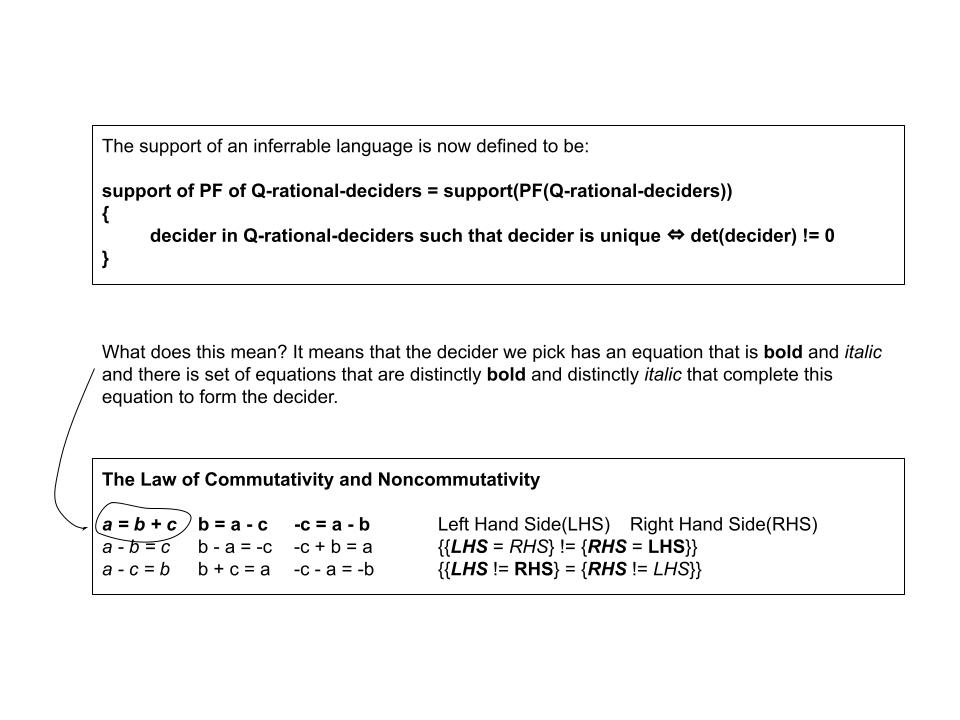 The support of an inferrable language is now defined to be:
support of PF of Q-rational-deciders = support(PF(Q-rational-deciders))
{
decider in Q-rational-deciders such that decider is unique ⇔ det(decider) != 0
}
What does this mean? It means that the decider we pick has an equation that is bold and italic
and there is set of equations that are distinctly bold and distinctly italic that complete this
equation to form the decider.
The Law of Commutativity and Noncommutativity
a = b + c b = a - c -c = a - b Left Hand Side(LHS) Right Hand Side(RHS)
a - b = c b - a = -c -c + b = a {{LHS = RHS} != {RHS = LHS}}
a - c = b b + c = a -c - a = -b {{LHS != RHS} = {RHS != LHS}}